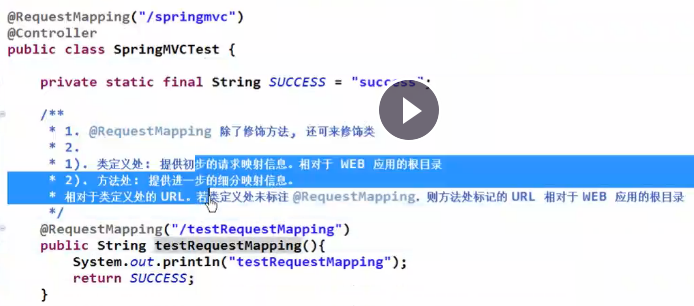 @RequestMapping("/springmvc")
@Controller
public class SpringMVCTest {
private static final String SUCCESS = "success";
/**
* 1. @RequestMapping 除了修饰方法, 还可来修饰类
* 2.
* 1). 类定义处: 提供初步的请求映射信息。相对于 WEB 应用的根目录
* 2). 方法处: 提供进一步的细分映射信息。
* 相对于类定义处的 URL。若类定义处未标注 @RequestMapping, 则方法处标记的 URL 相对于 WEB 应用的根目录
*/
@RequestMapping("/testRequestMapping")
public String testRequestMapping(){
System.out.println("testRequestMapping");
return SUCCESS;
}